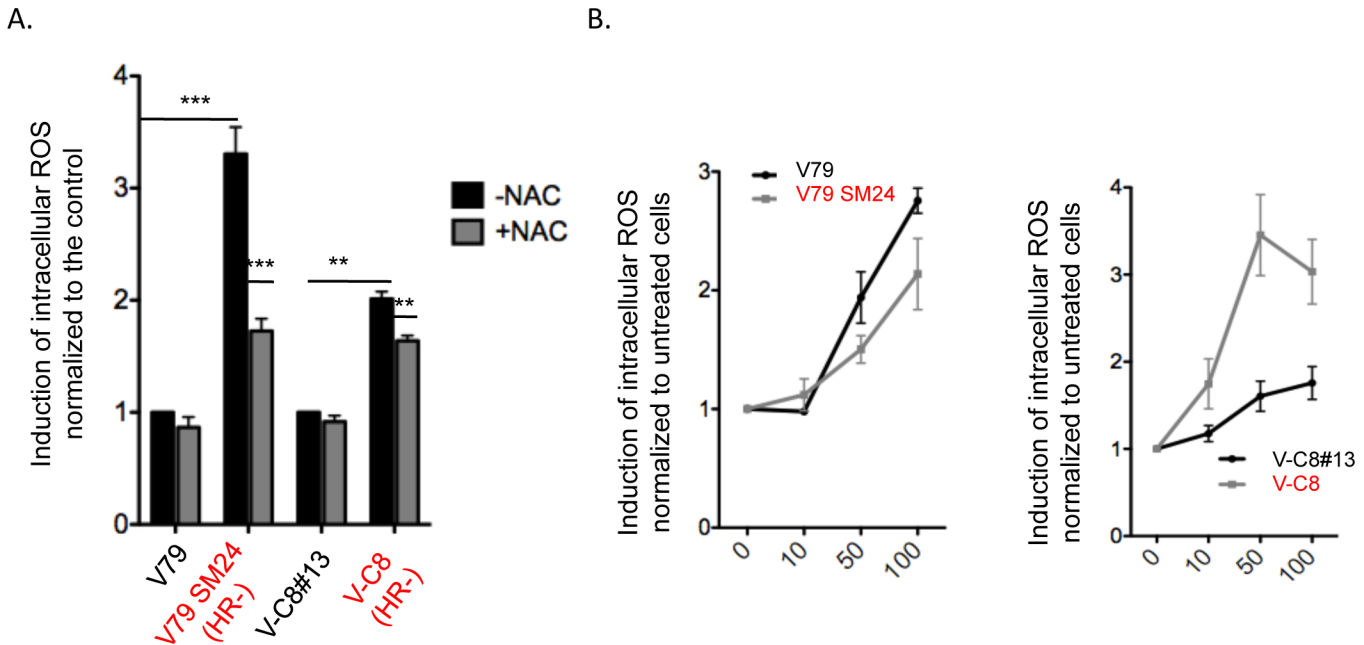 A.
Induction of intracellular ROS
normalized to the control
4
3
2
1
0
***
***
**
**
-NAC
+NAC
V79
V79 SM24
(HR-)
V-C8#13
V-C8
(HR-)
B.
Induction of intracellular ROS
normalized to untreated cells
3
2
1
0
V79
V79 SM24
0
10
50
100
Induction of intracellular ROS
normalized to untreated cells
4
3
2
1
0
V-C8#13
V-C8
0
10
50
100